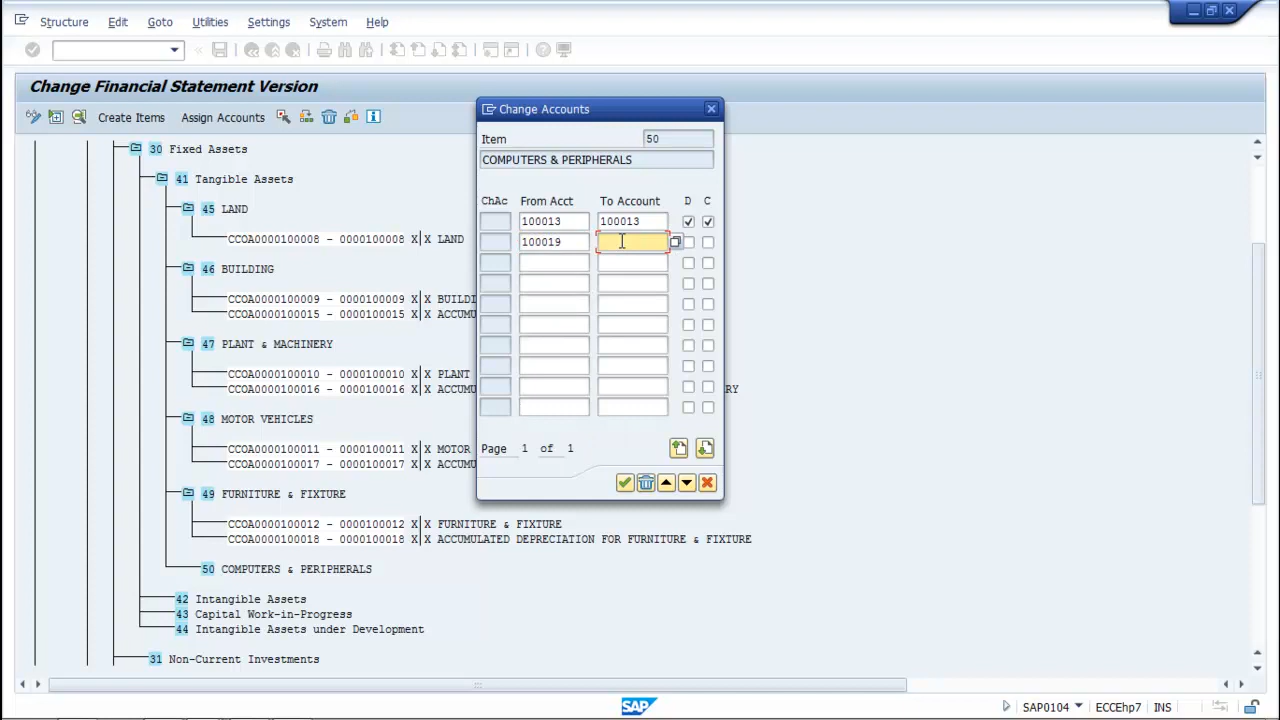 Structure Edit Goto Utilities Settings System Help
Change Financial Statement Version
Create Items Assign Accounts
30 Fixed Assets
41 Tangible Assets
45 LAND
CCOA0000100008 - 0000100008 X X LAND
46 BUILDING
CCOA0000100009 - 0000100009 X X BUILDI
CCOA0000100015 - 0000100015 X X ACCUMU
47 PLANT & MACHINERY
CCOA0000100010 - 0000100010 X X PLANT
CCOA0000100016 - 0000100016 X X ACCUMU RY
48 MOTOR VEHICLES
CCOA0000100011 - 0000100011 X X MOTOR
CCOA0000100017 - 0000100017 X X ACCUMU
49 FURNITURE & FIXTURE
CCOA0000100012 - 0000100012 X X FURNITURE & FIXTURE
CCOA0000100018 - 0000100018 X X ACCUMULATED DEPRECIATION FOR FURNITURE & FIXTURE
50 COMPUTERS & PERIPHERALS
42 Intangible Assets
43 Capital Work-in-Progress
44 Intangible Assets under Development
31 Non-Current Investments
Change Accounts
Item 50
COMPUTERS & PERIPHERALS
ChAc From Acct To Account D C
100013 100013
100019
Page 1 of 1
SAP
SAP0104 ECCEhp7 INS